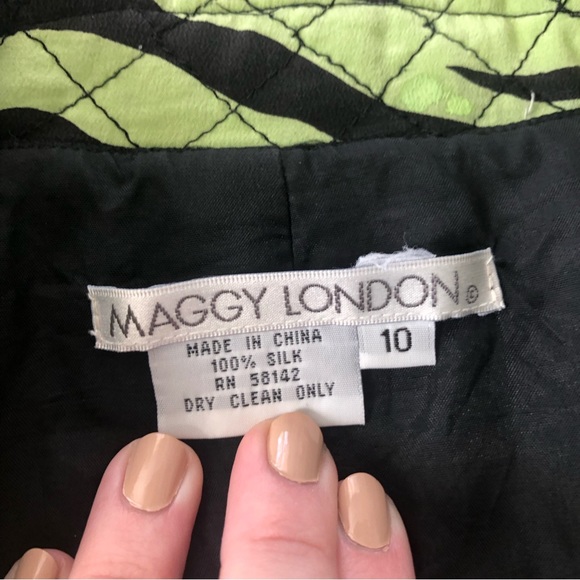 MAGGY LONDON®
MADE IN CHINA
100% SILK
RN 58142
DRY CLEAN ONLY
10